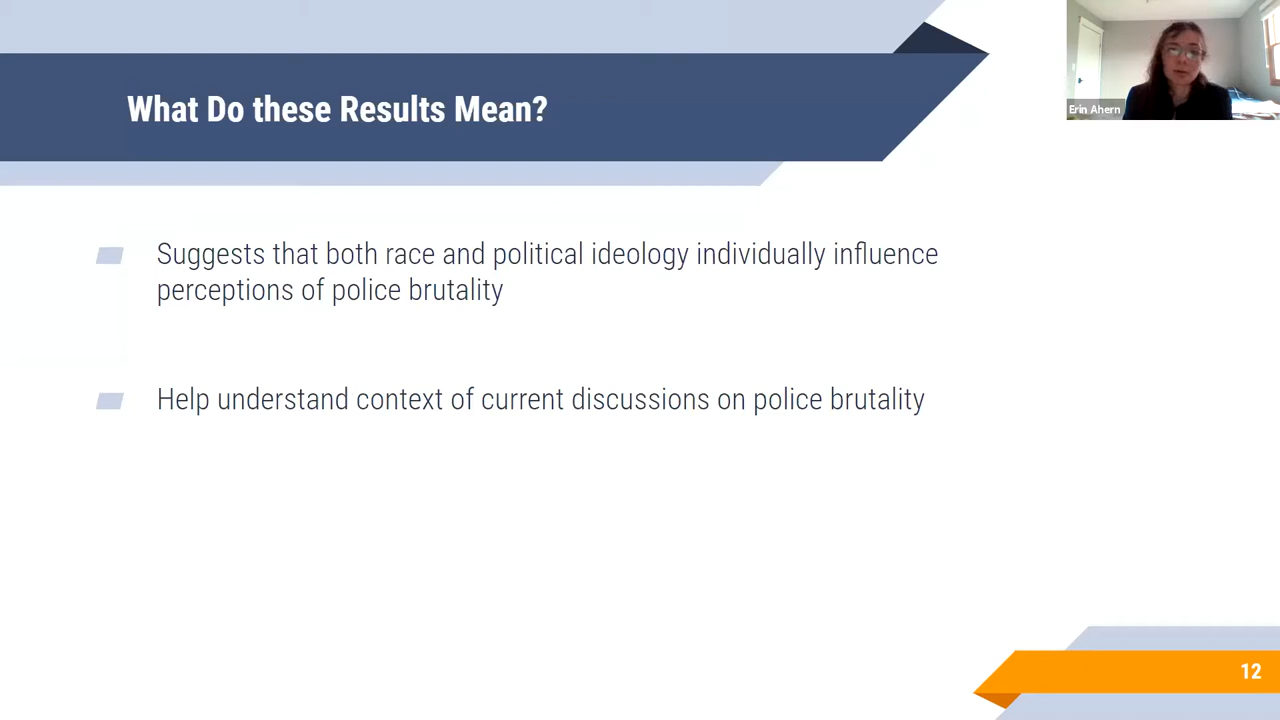 What Do these Results Mean?
Erin Ahern
Suggests that both race and political ideology individually influence
perceptions of police brutality
Help understand context of current discussions on police brutality
12